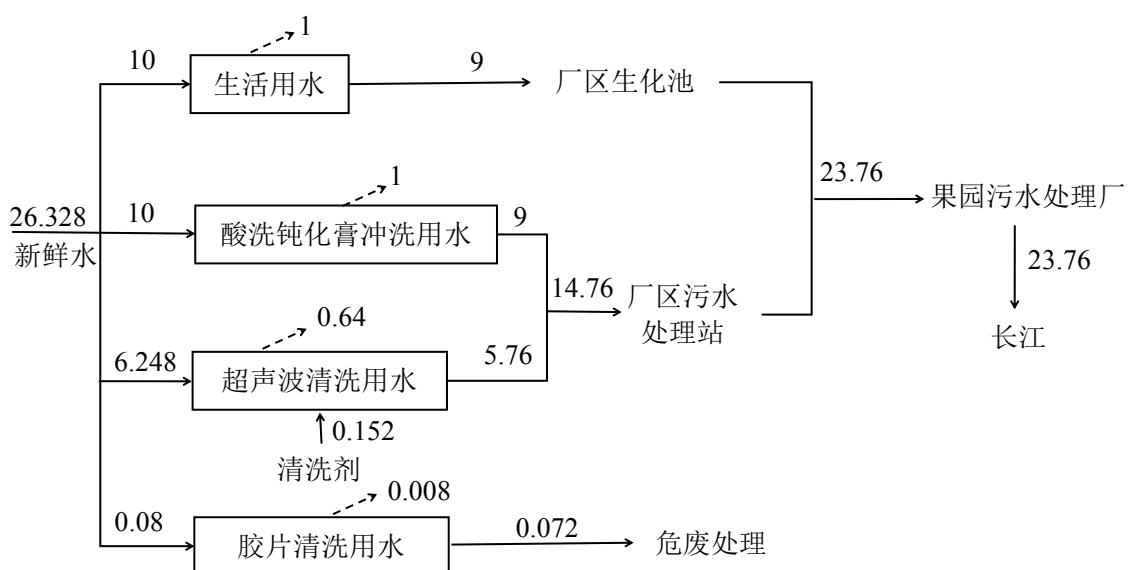 1
10
生活用水
9
厂区生化池
23.76
果园污水处理厂
23.76
长江
26.328
新鲜水
1
10
酸洗钝化膏冲洗用水
9
14.76
厂区污水
处理站
0.64
6.248
超声波清洗用水
5.76
0.152
清洗剂
0.008
0.08
胶片清洗用水
0.072
危废处理